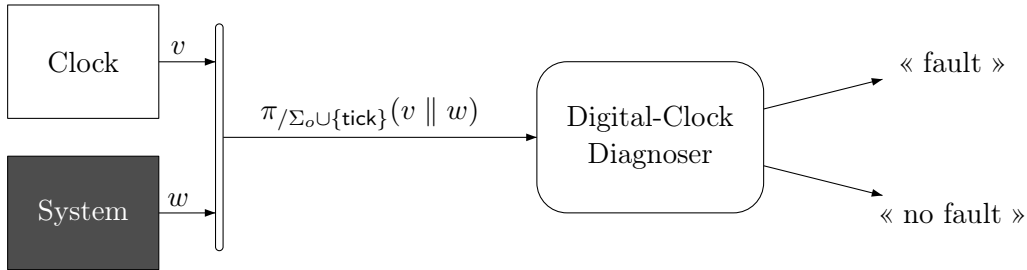 Clock
v
System
w
π/Σo∪{tick}(v ∥ w)
Digital-Clock
Diagnoser
« fault »
« no fault »